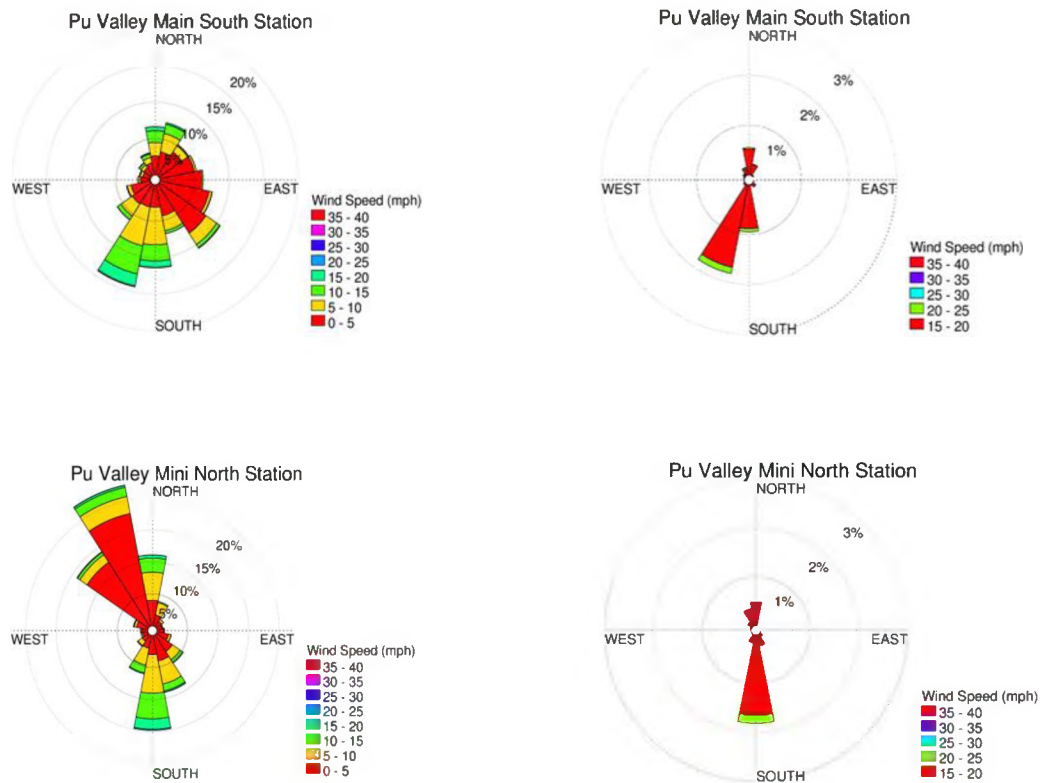 Pu Valley Main South Station
NORTH
20%
15%
10%
5%
WEST
EAST
SOUTH
Wind Speed (mph)
35 - 40
30 - 35
25 - 30
20 - 25
15 - 20
10 - 15
5 - 10
0 - 5
Pu Valley Main South Station
NORTH
3%
2%
1%
WEST
EAST
SOUTH
Wind Speed (mph)
35 - 40
30 - 35
25 - 30
20 - 25
15 - 20
Pu Valley Mini North Station
NORTH
20%
15%
10%
5%
WEST
EAST
SOUTH
Wind Speed (mph)
35 - 40
30 - 35
25 - 30
20 - 25
15 - 20
10 - 15
5 - 10
0 - 5
Pu Valley Mini North Station
NORTH
3%
2%
1%
WEST
EAST
SOUTH
Wind Speed (mph)
35 - 40
30 - 35
25 - 30
20 - 25
15 - 20